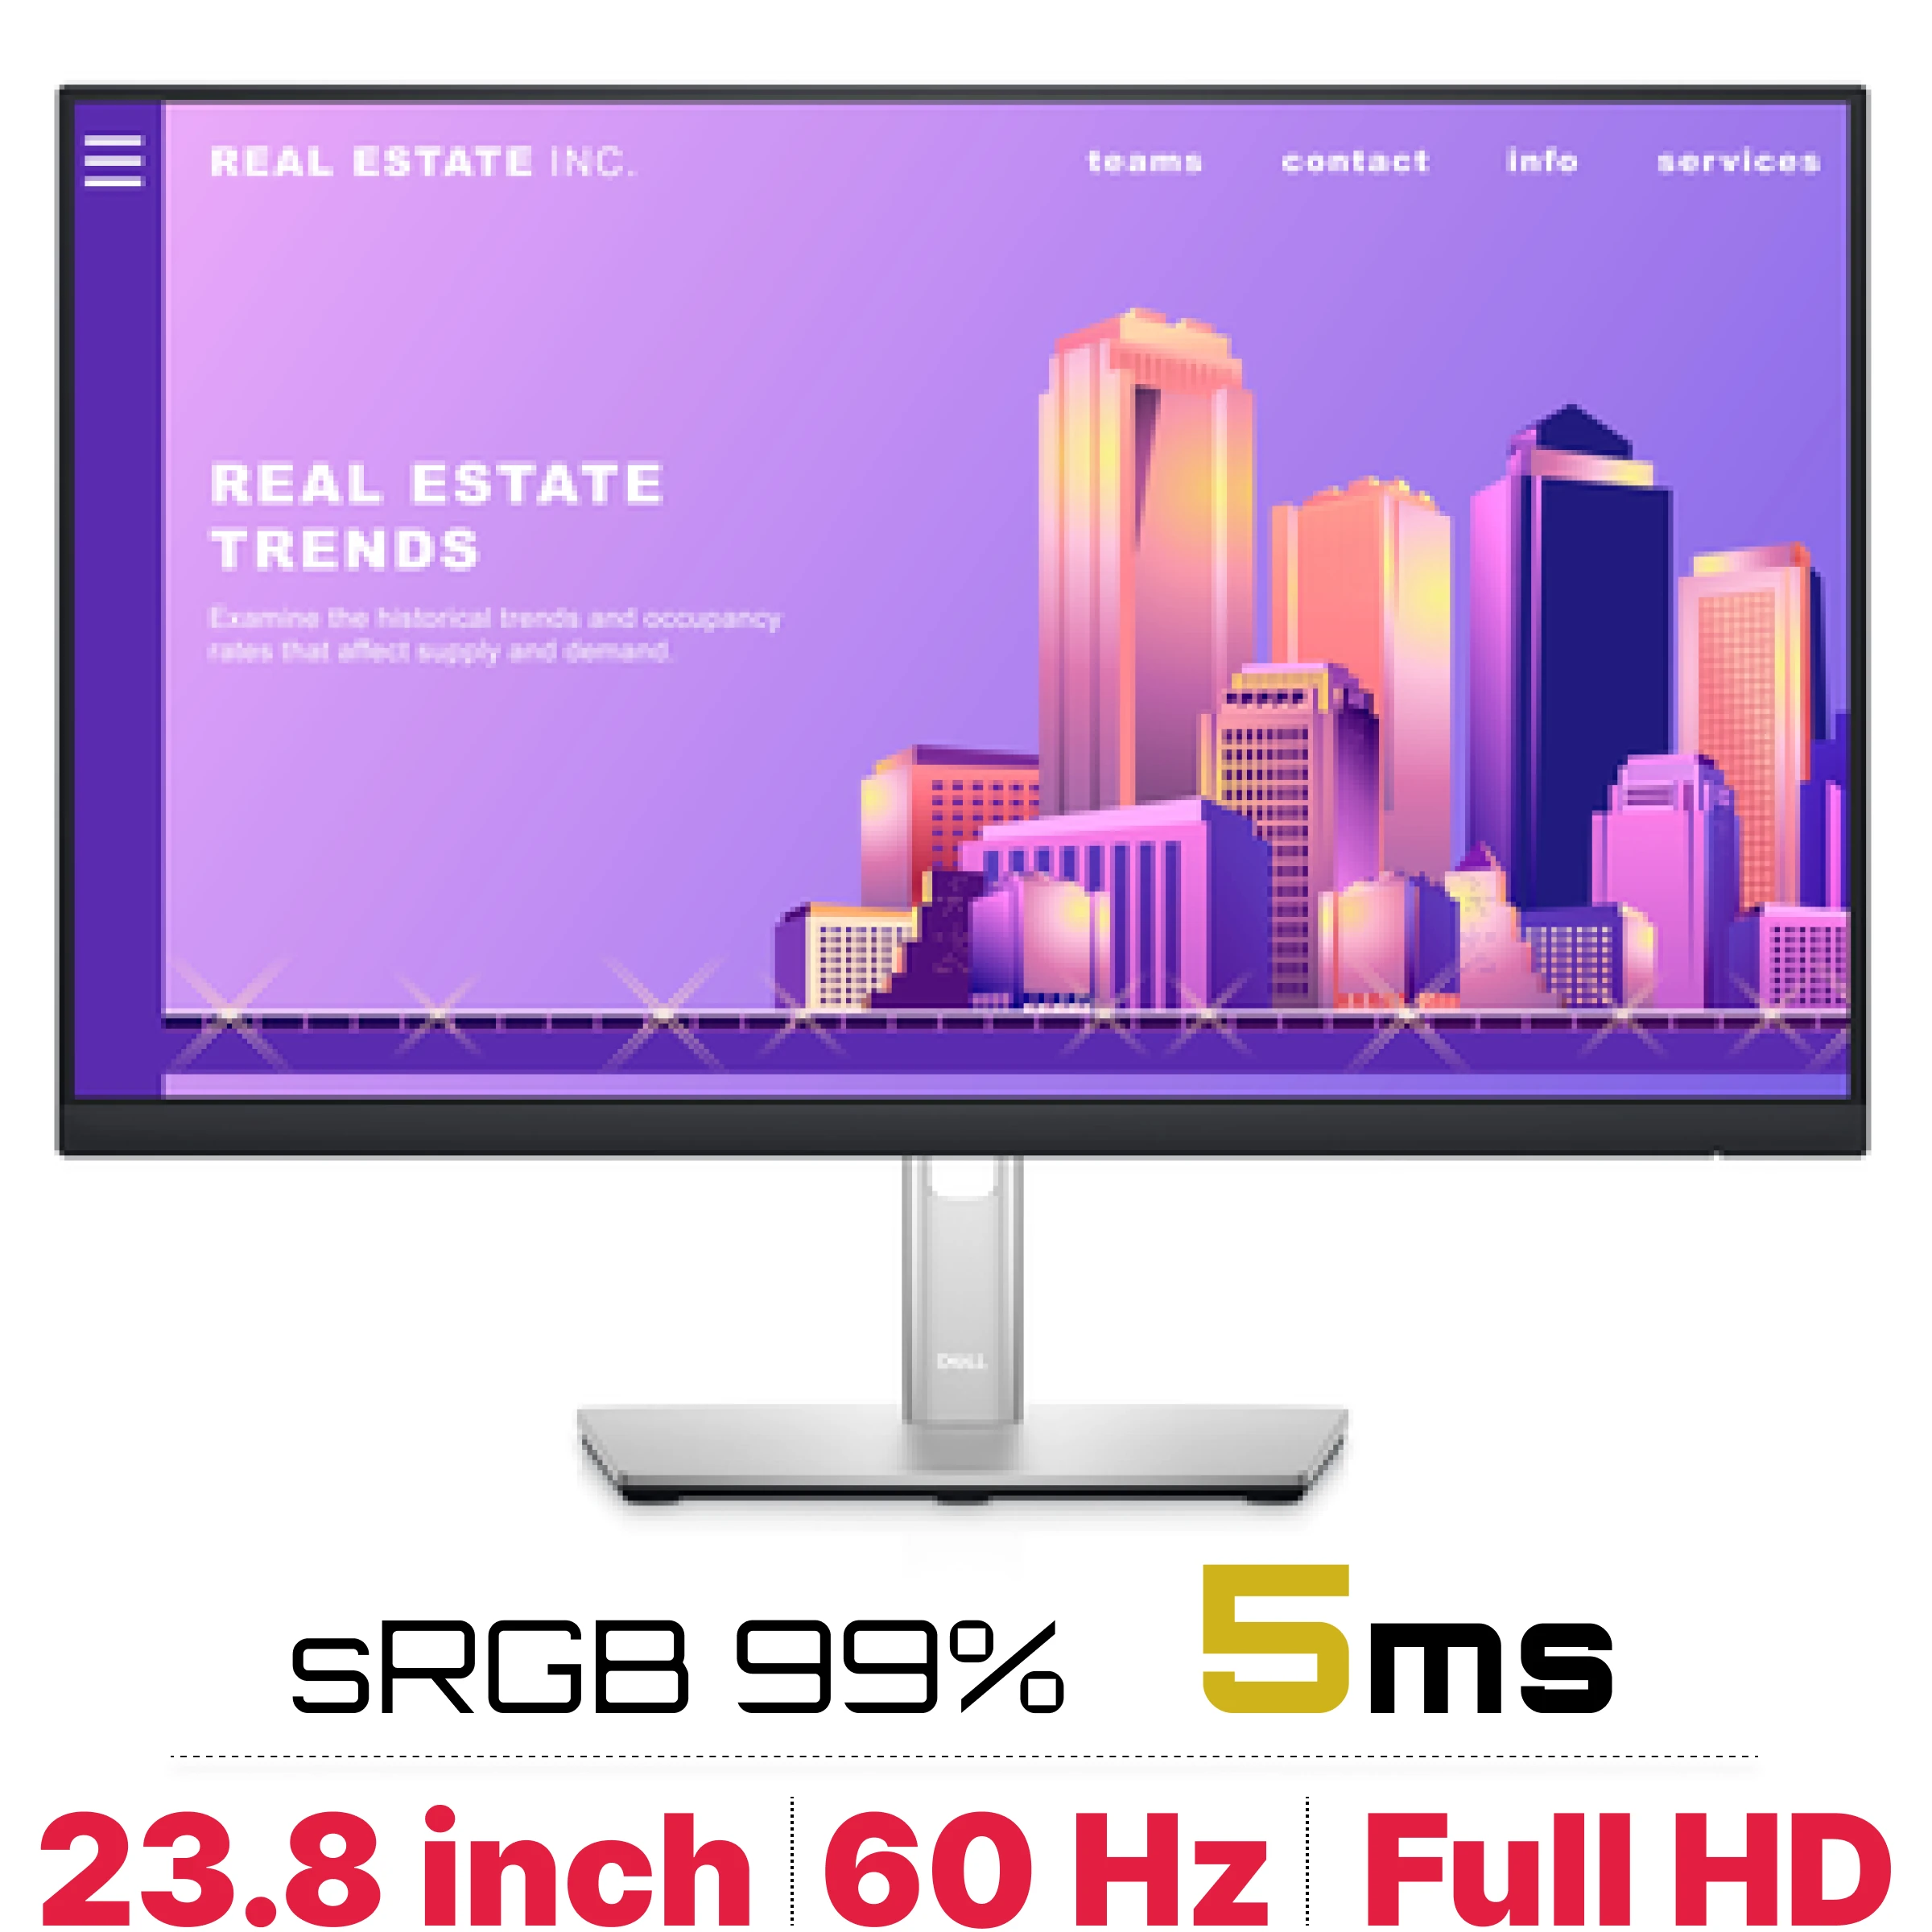 REAL ESTATE INC.
teams contact info services
REAL ESTATE
TRENDS
Examine the historical trends and occupancy
rates that affect supply and demand.
DELL
sRGB 99% 5ms
23.8 inch 60 Hz Full HD